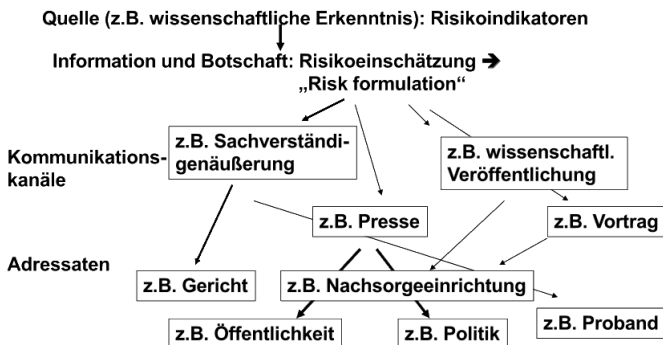 Quelle (z.B. wissenschaftliche Erkenntnis): Risikoindikatoren
Information und Botschaft: Risikoeinschätzung ➔
„Risk formulation“
Kommunikations-
kanäle
z.B. Sachverständi-
genäußerung
z.B. wissenschaftl.
Veröffentlichung
z.B. Presse
z.B. Vortrag
Adressaten
z.B. Gericht
z.B. Nachsorgeeinrichtung
z.B. Öffentlichkeit
z.B. Politik
z.B. Proband